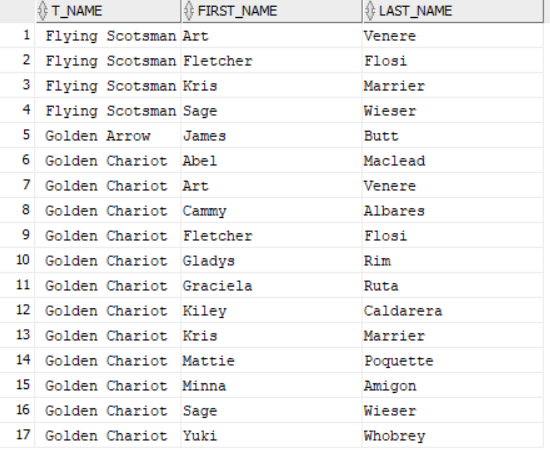 T_NAME FIRST_NAME LAST_NAME
1 Flying Scotsman Art Venere
2 Flying Scotsman Fletcher Flosi
3 Flying Scotsman Kris Marrier
4 Flying Scotsman Sage Wieser
5 Golden Arrow James Butt
6 Golden Chariot Abel Maclead
7 Golden Chariot Art Venere
8 Golden Chariot Cammy Albares
9 Golden Chariot Fletcher Flosi
10 Golden Chariot Gladys Rim
11 Golden Chariot Graciela Ruta
12 Golden Chariot Kiley Caldarera
13 Golden Chariot Kris Marrier
14 Golden Chariot Mattie Poquette
15 Golden Chariot Minna Amigon
16 Golden Chariot Sage Wieser
17 Golden Chariot Yuki Whobrey